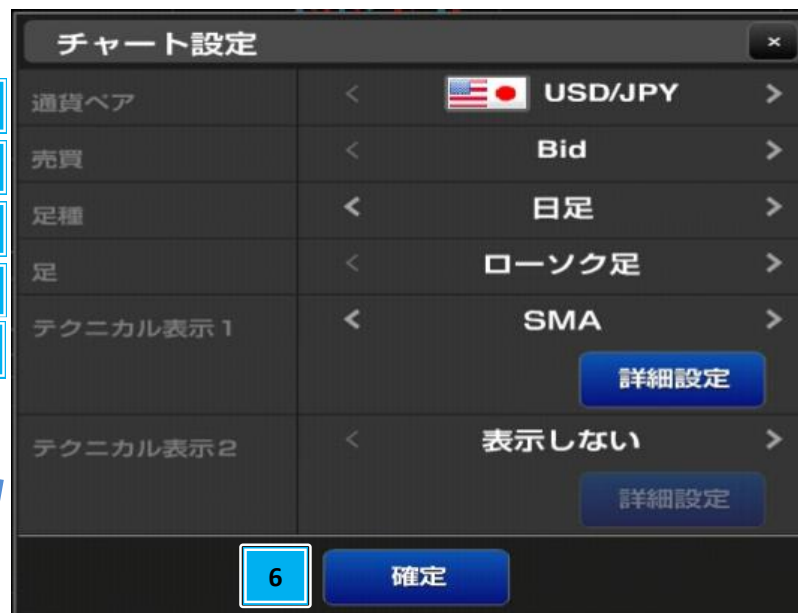 チャート設定
×
通貨ペア < USD/JPY >
売買 < Bid >
足種 < 日足 >
足 < ローソク足 >
テクニカル表示1 < SMA >
詳細設定
テクニカル表示2 < 表示しない >
詳細設定
6 確定